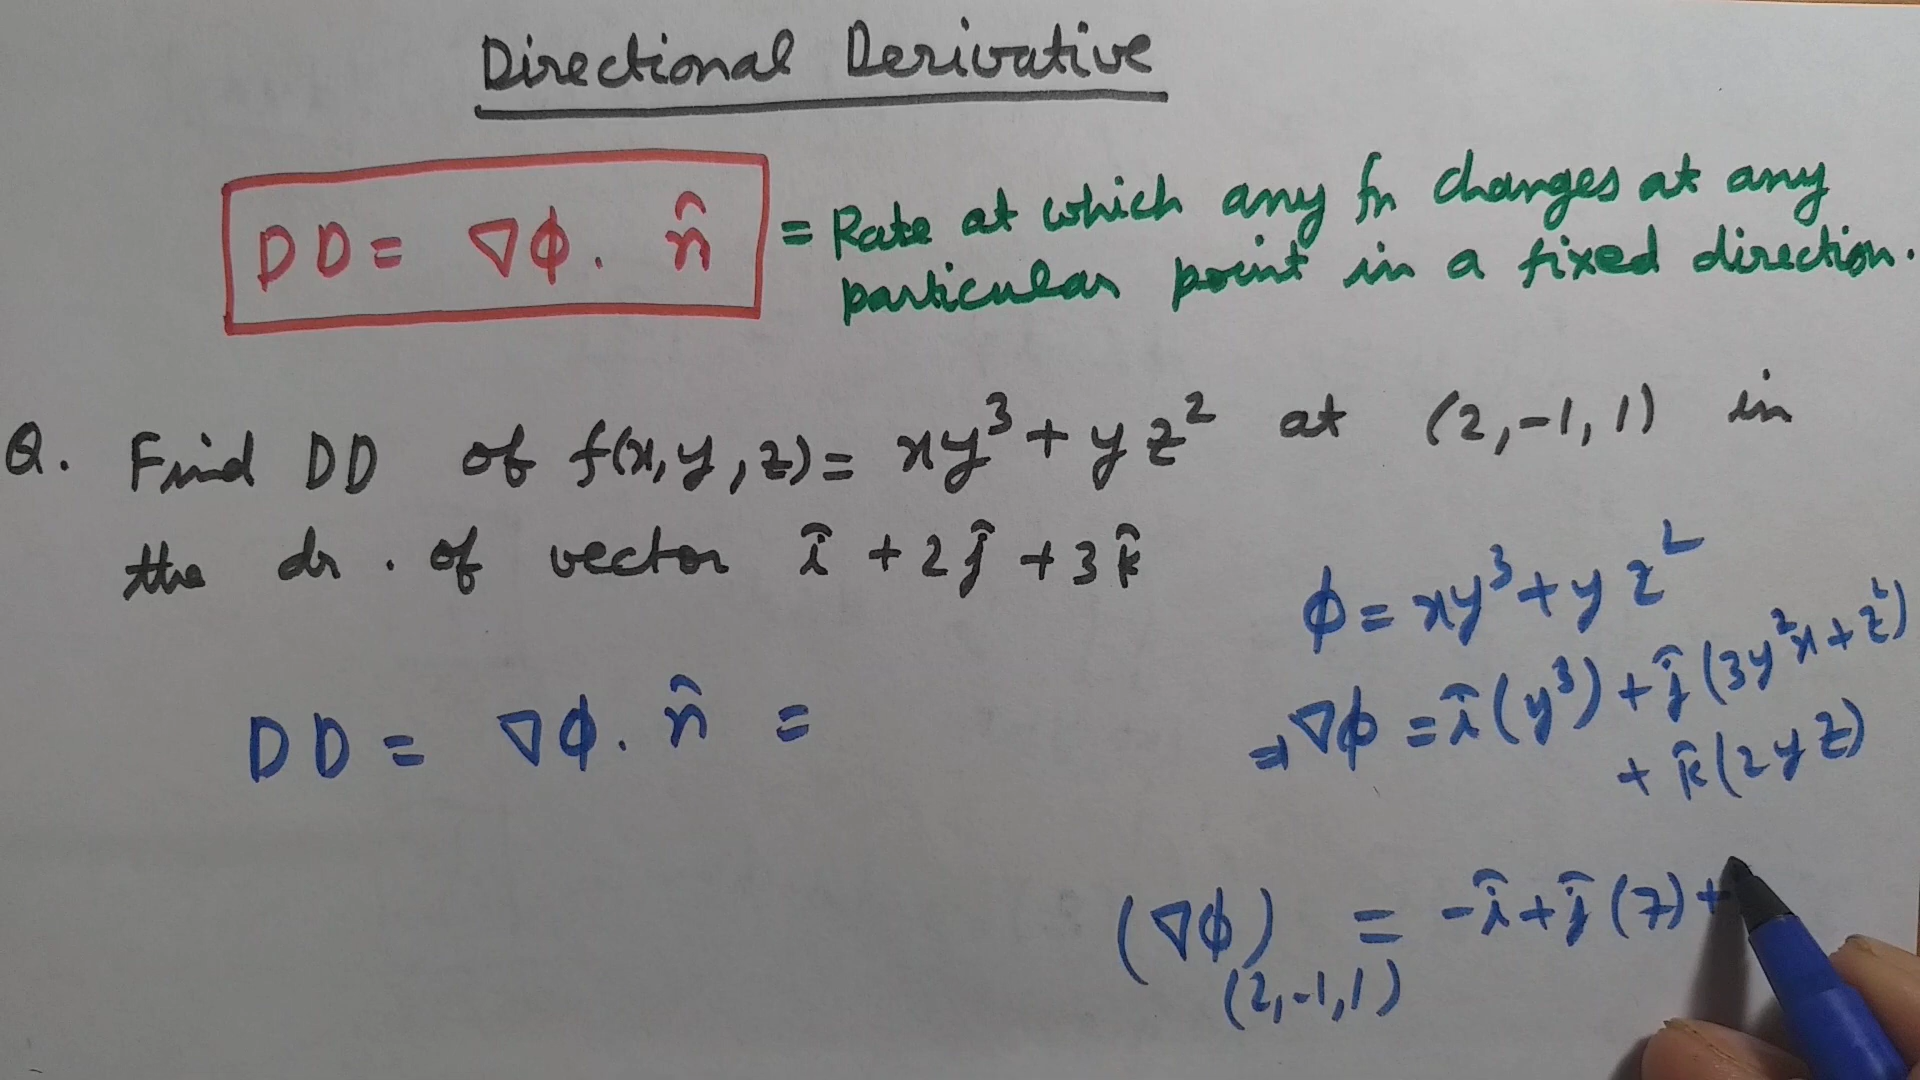 Directional Derivative
DD = ∇ϕ . n̂ = Rate at which any fn changes at any
particular point in a fixed direction.
Q. Find DD of f(x,y,z) = xy³ + yz² at (2,-1,1) in
the dr. of vector î + 2ĵ + 3k̂
ϕ = xy³ + yz²
DD = ∇ϕ . n̂ =
⇒ ∇ϕ = î(y³) + ĵ(3y²x + z²)
+ k̂(2yz)
(∇ϕ) = -î + ĵ(7) +
(2,-1,1)